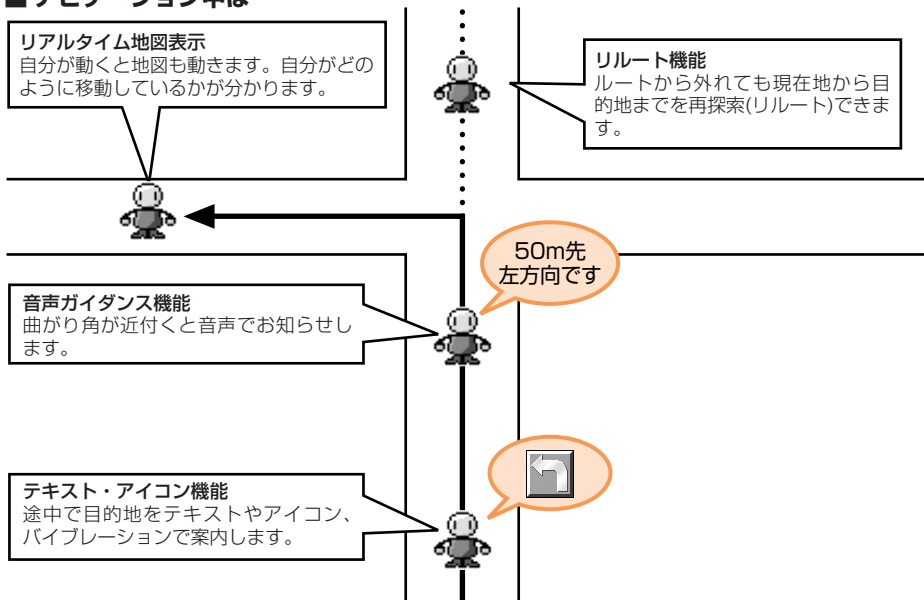 ■ナビゲーション中は
リアルタイム地図表示
自分が動くと地図も動きます。自分がどの
ように移動しているかが分かります。
リルート機能
ルートから外れても現在地から目
的地までを再探索(リルート)できま
す。
50m先
左方向です
音声ガイダンス機能
曲がり角が近付くと音声でお知らせし
ます。
テキスト・アイコン機能
途中で目的地をテキストやアイコン、
バイブレーションで案内します。